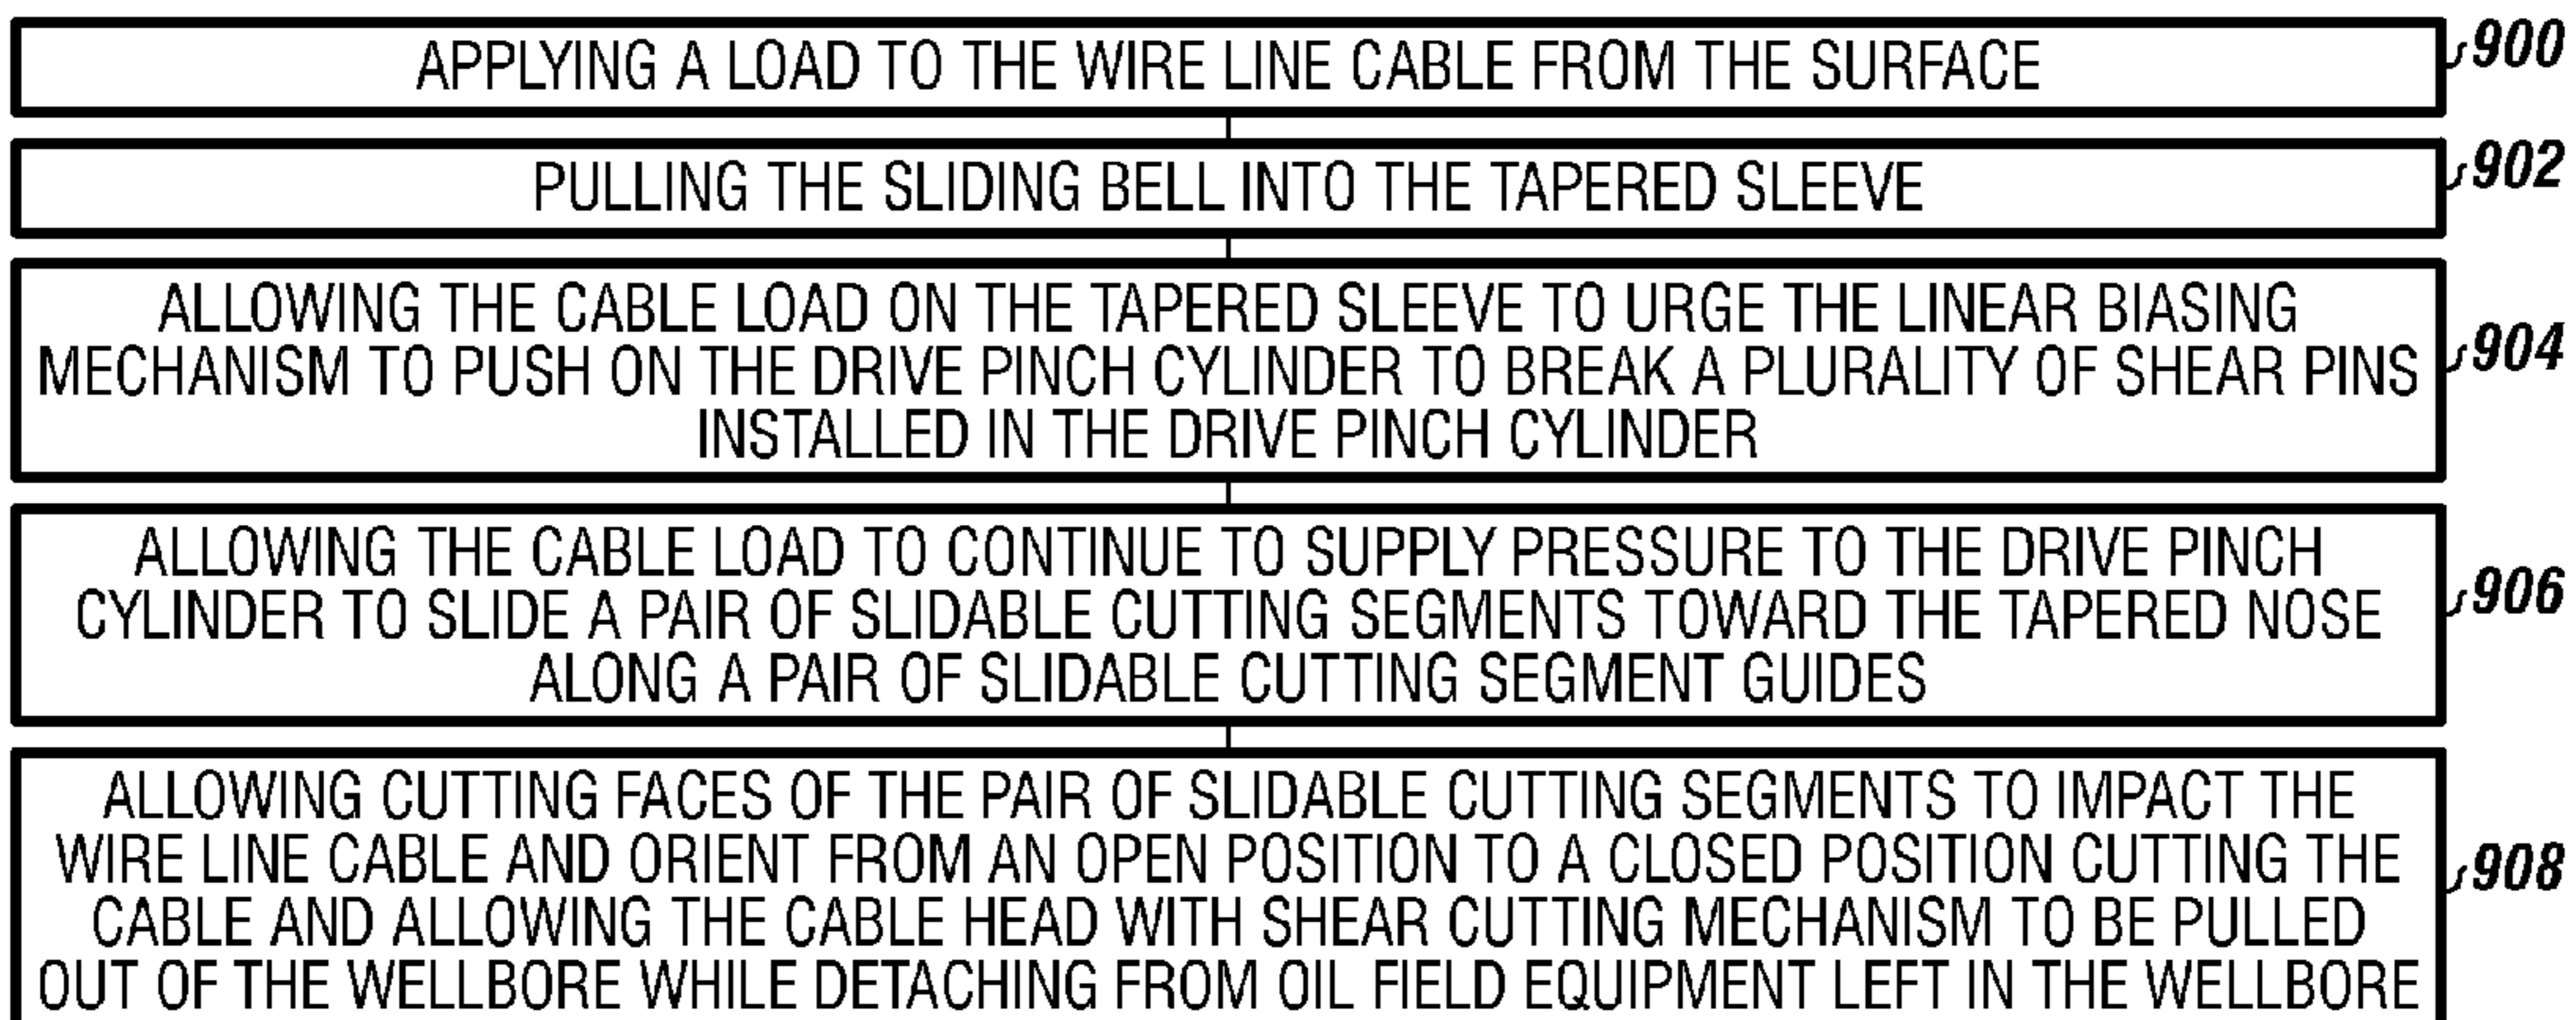 APPLYING A LOAD TO THE WIRE LINE CABLE FROM THE SURFACE
900
PULLING THE SLIDING BELL INTO THE TAPERED SLEEVE
902
ALLOWING THE CABLE LOAD ON THE TAPERED SLEEVE TO URGE THE LINEAR BIASING
MECHANISM TO PUSH ON THE DRIVE PINCH CYLINDER TO BREAK A PLURALITY OF SHEAR PINS
INSTALLED IN THE DRIVE PINCH CYLINDER
904
ALLOWING THE CABLE LOAD TO CONTINUE TO SUPPLY PRESSURE TO THE DRIVE PINCH
CYLINDER TO SLIDE A PAIR OF SLIDABLE CUTTING SEGMENTS TOWARD THE TAPERED NOSE
ALONG A PAIR OF SLIDABLE CUTTING SEGMENT GUIDES
906
ALLOWING CUTTING FACES OF THE PAIR OF SLIDABLE CUTTING SEGMENTS TO IMPACT THE
WIRE LINE CABLE AND ORIENT FROM AN OPEN POSITION TO A CLOSED POSITION CUTTING THE
CABLE AND ALLOWING THE CABLE HEAD WITH SHEAR CUTTING MECHANISM TO BE PULLED
OUT OF THE WELLBORE WHILE DETACHING FROM OIL FIELD EQUIPMENT LEFT IN THE WELLBORE
908